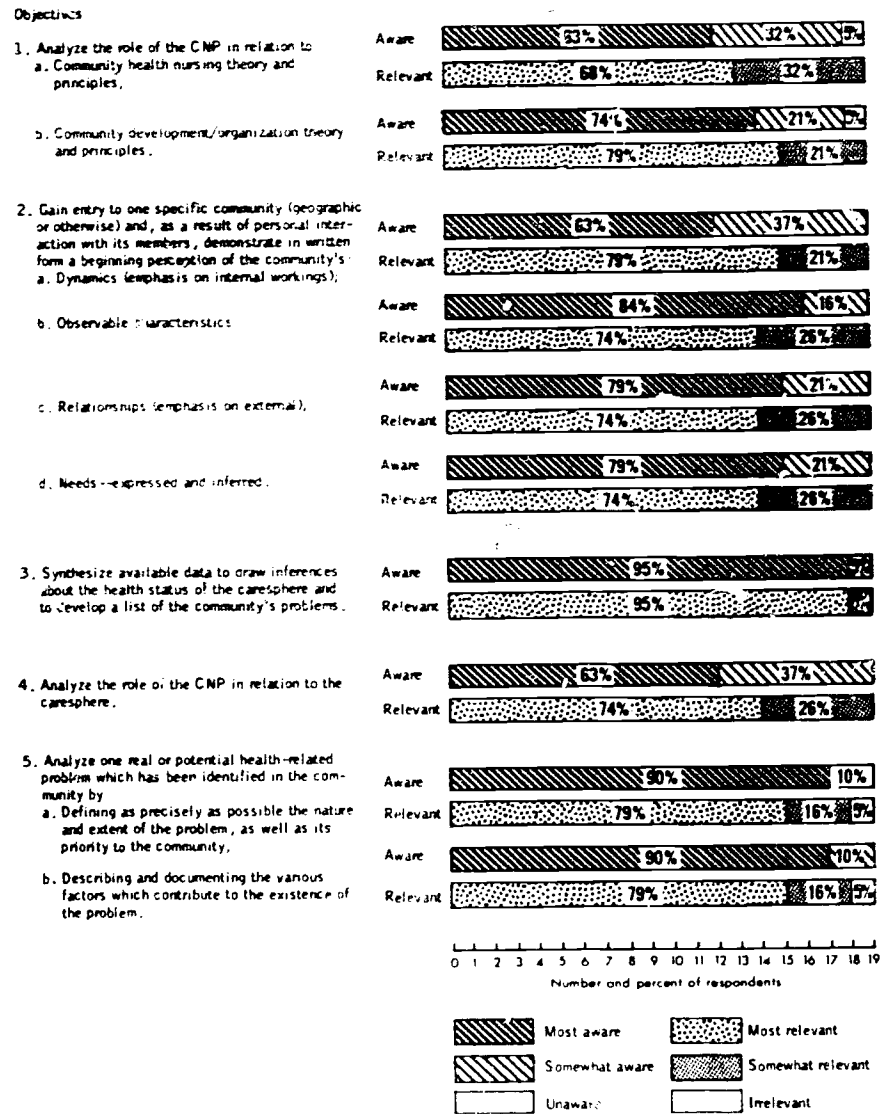 Objectives
1. Analyze the role of the CNP in relation to
a. Community health nursing theory and
principles,
Aware 63% 32% 5%
Relevant 68% 32%
b. Community development/organization theory
and principles.
Aware 74% 21% 5%
Relevant 79% 21%
2. Gain entry to one specific community (geographic
or otherwise) and, as a result of personal inter-
action with its members, demonstrate in written
form a beginning perception of the community's
a. Dynamics (emphasis on internal workings);
Aware 63% 37%
Relevant 79% 21%
b. Observable characteristics
Aware 84% 16%
Relevant 74% 26%
c. Relationships (emphasis on external),
Aware 79% 21%
Relevant 74% 26%
d. Needs--expressed and inferred.
Aware 79% 21%
Relevant 74% 26%
3. Synthesize available data to draw inferences
about the health status of the caresphere and
to develop a list of the community's problems.
Aware 95%
Relevant 95%
4. Analyze the role of the CNP in relation to the
caresphere.
Aware 63% 37%
Relevant 74% 26%
5. Analyze one real or potential health-related
problem which has been identified in the com-
munity by
a. Defining as precisely as possible the nature
and extent of the problem, as well as its
priority to the community,
Aware 90% 10%
Relevant 79% 16% 5%
b. Describing and documenting the various
factors which contribute to the existence of
the problem.
Aware 90% 10%
Relevant 79% 16% 5%
0 1 2 3 4 5 6 7 8 9 10 11 12 13 14 15 16 17 18 19
Number and percent of respondents
Most aware Most relevant
Somewhat aware Somewhat relevant
Unaware Irrelevant